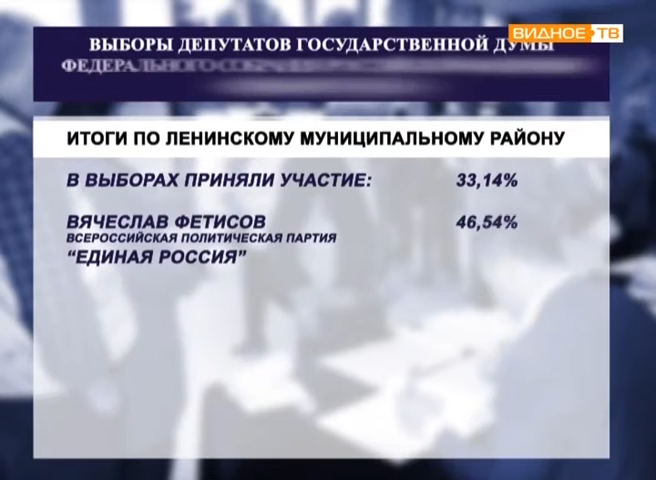 ВИДНОЕ ТВ
ВЫБОРЫ ДЕПУТАТОВ ГОСУДАРСТВЕННОЙ ДУМЫ
ФЕДЕРАЛЬНОГО
ИТОГИ ПО ЛЕНИНСКОМУ МУНИЦИПАЛЬНОМУ РАЙОНУ
В ВЫБОРАХ ПРИНЯЛИ УЧАСТИЕ: 33,14%
ВЯЧЕСЛАВ ФЕТИСОВ 46,54%
ВСЕРОССИЙСКАЯ ПОЛИТИЧЕСКАЯ ПАРТИЯ
“ЕДИНАЯ РОССИЯ”